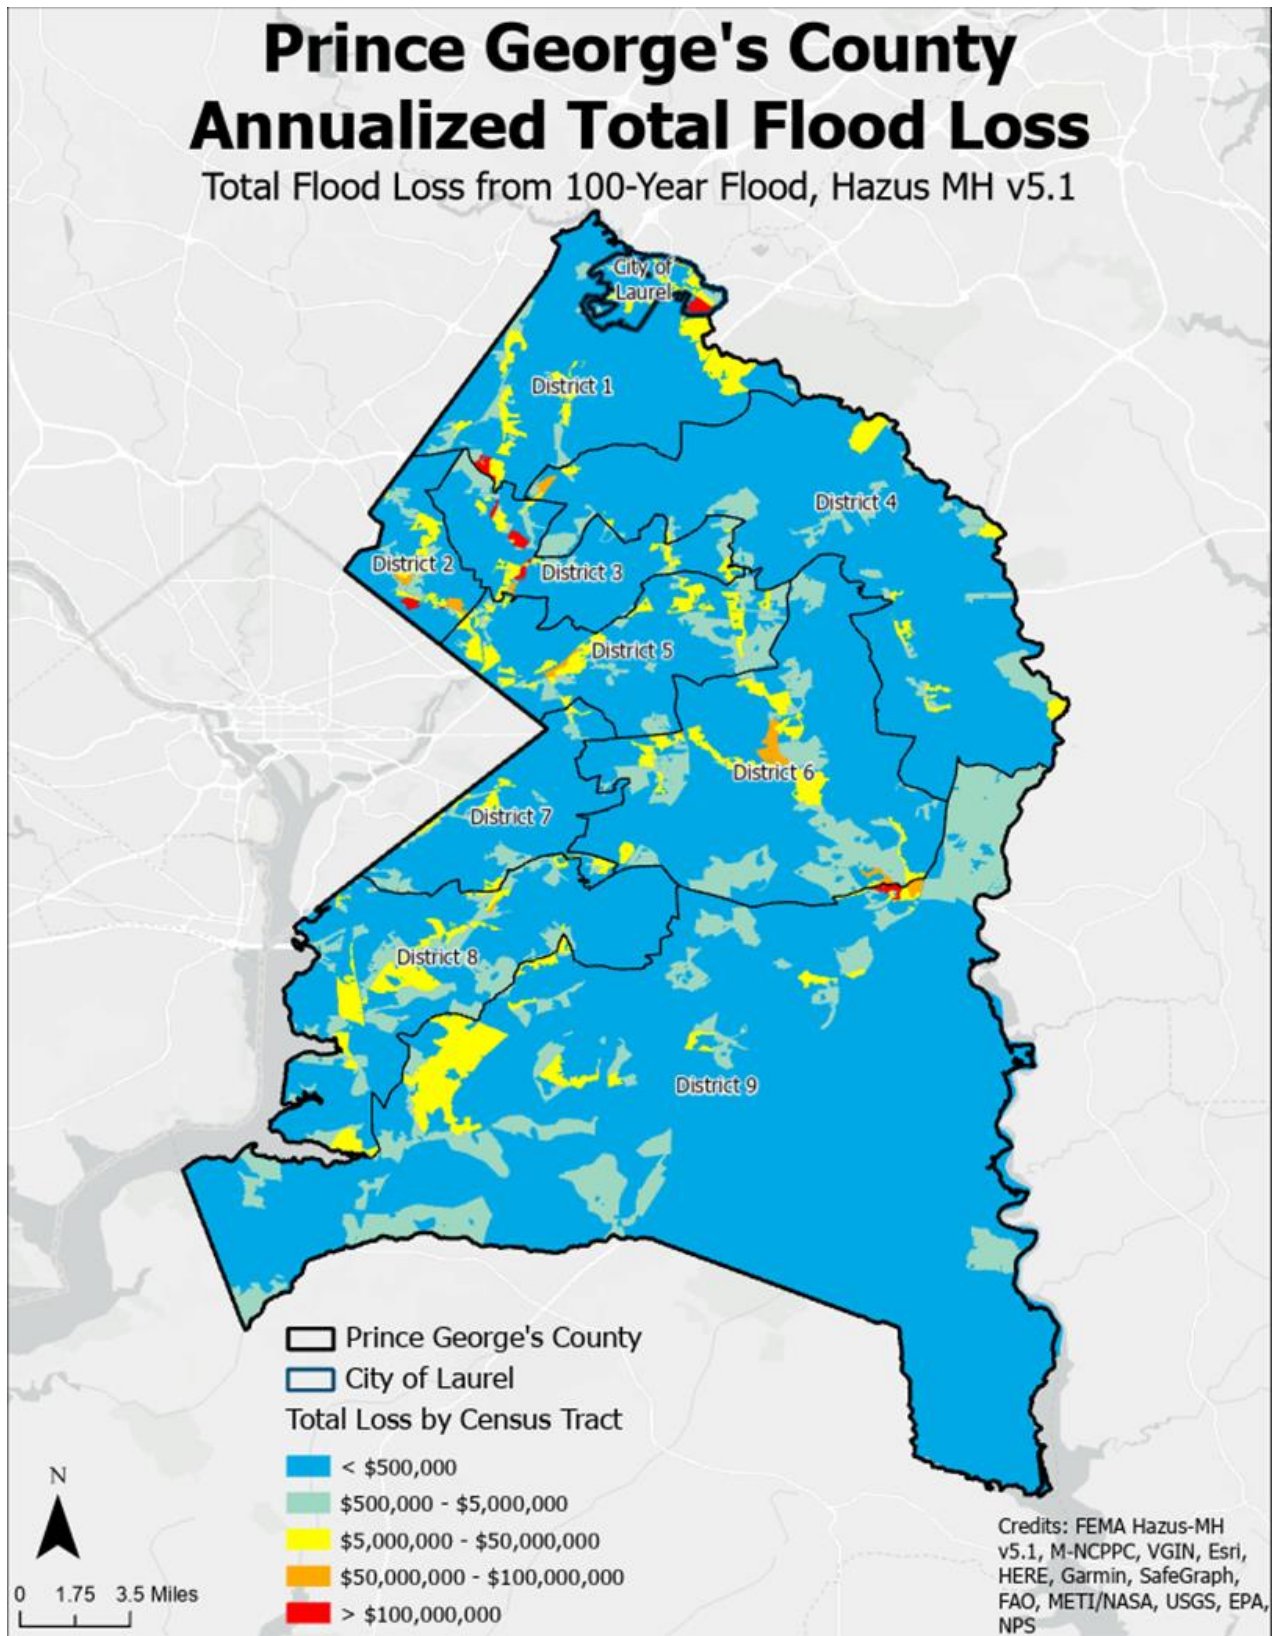 Prince George's County
Annualized Total Flood Loss
Total Flood Loss from 100-Year Flood, Hazus MH v5.1
City of
Laurel
District 1
District 4
District 2
District 3
District 5
District 6
District 7
District 8
District 9
Prince George's County
City of Laurel
Total Loss by Census Tract
< $500,000
$500,000 - $5,000,000
$5,000,000 - $50,000,000
$50,000,000 - $100,000,000
> $100,000,000
N
0 1.75 3.5 Miles
Credits: FEMA Hazus-MH
v5.1, M-NCPPC, VGIN, Esri,
HERE, Garmin, SafeGraph,
FAO, METI/NASA, USGS, EPA,
NPS